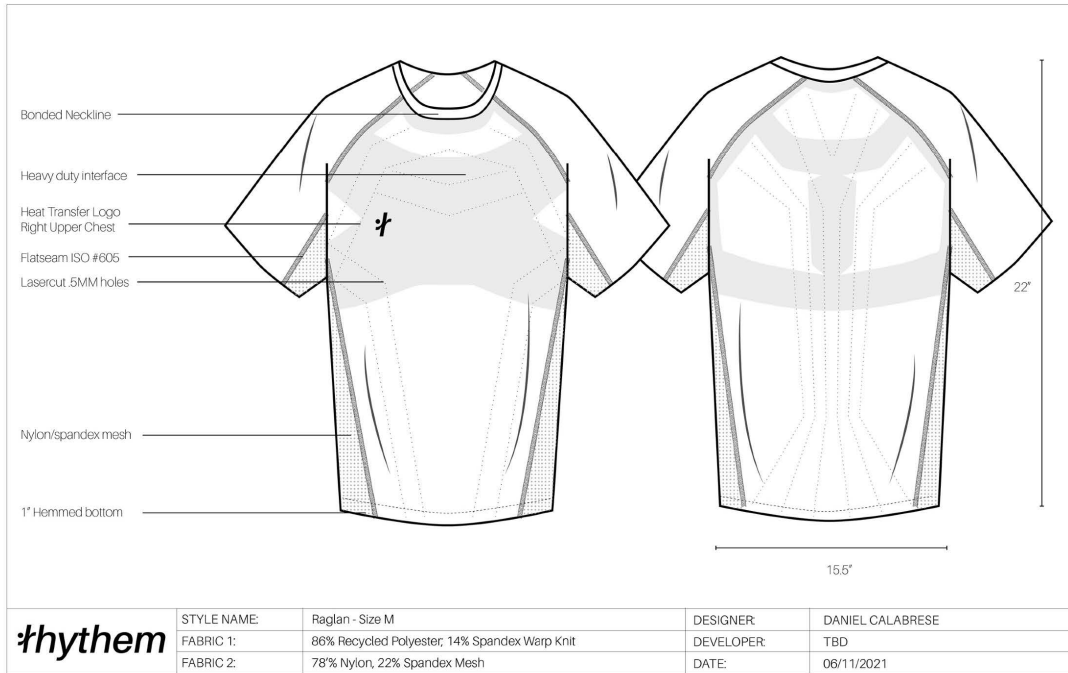 Bonded Neckline
Heavy duty interface
Heat Transfer Logo
Right Upper Chest
Flatseam ISO #605
Lasercut .5MM holes
Nylon/spandex mesh
1" Hemmed bottom
22"
15.5"
rhythem
STYLE NAME: Raglan - Size M DESIGNER: DANIEL CALABRESE
FABRIC 1: 86% Recycled Polyester, 14% Spandex Warp Knit DEVELOPER: TBD
FABRIC 2: 78'% Nylon, 22% Spandex Mesh DATE: 06/11/2021